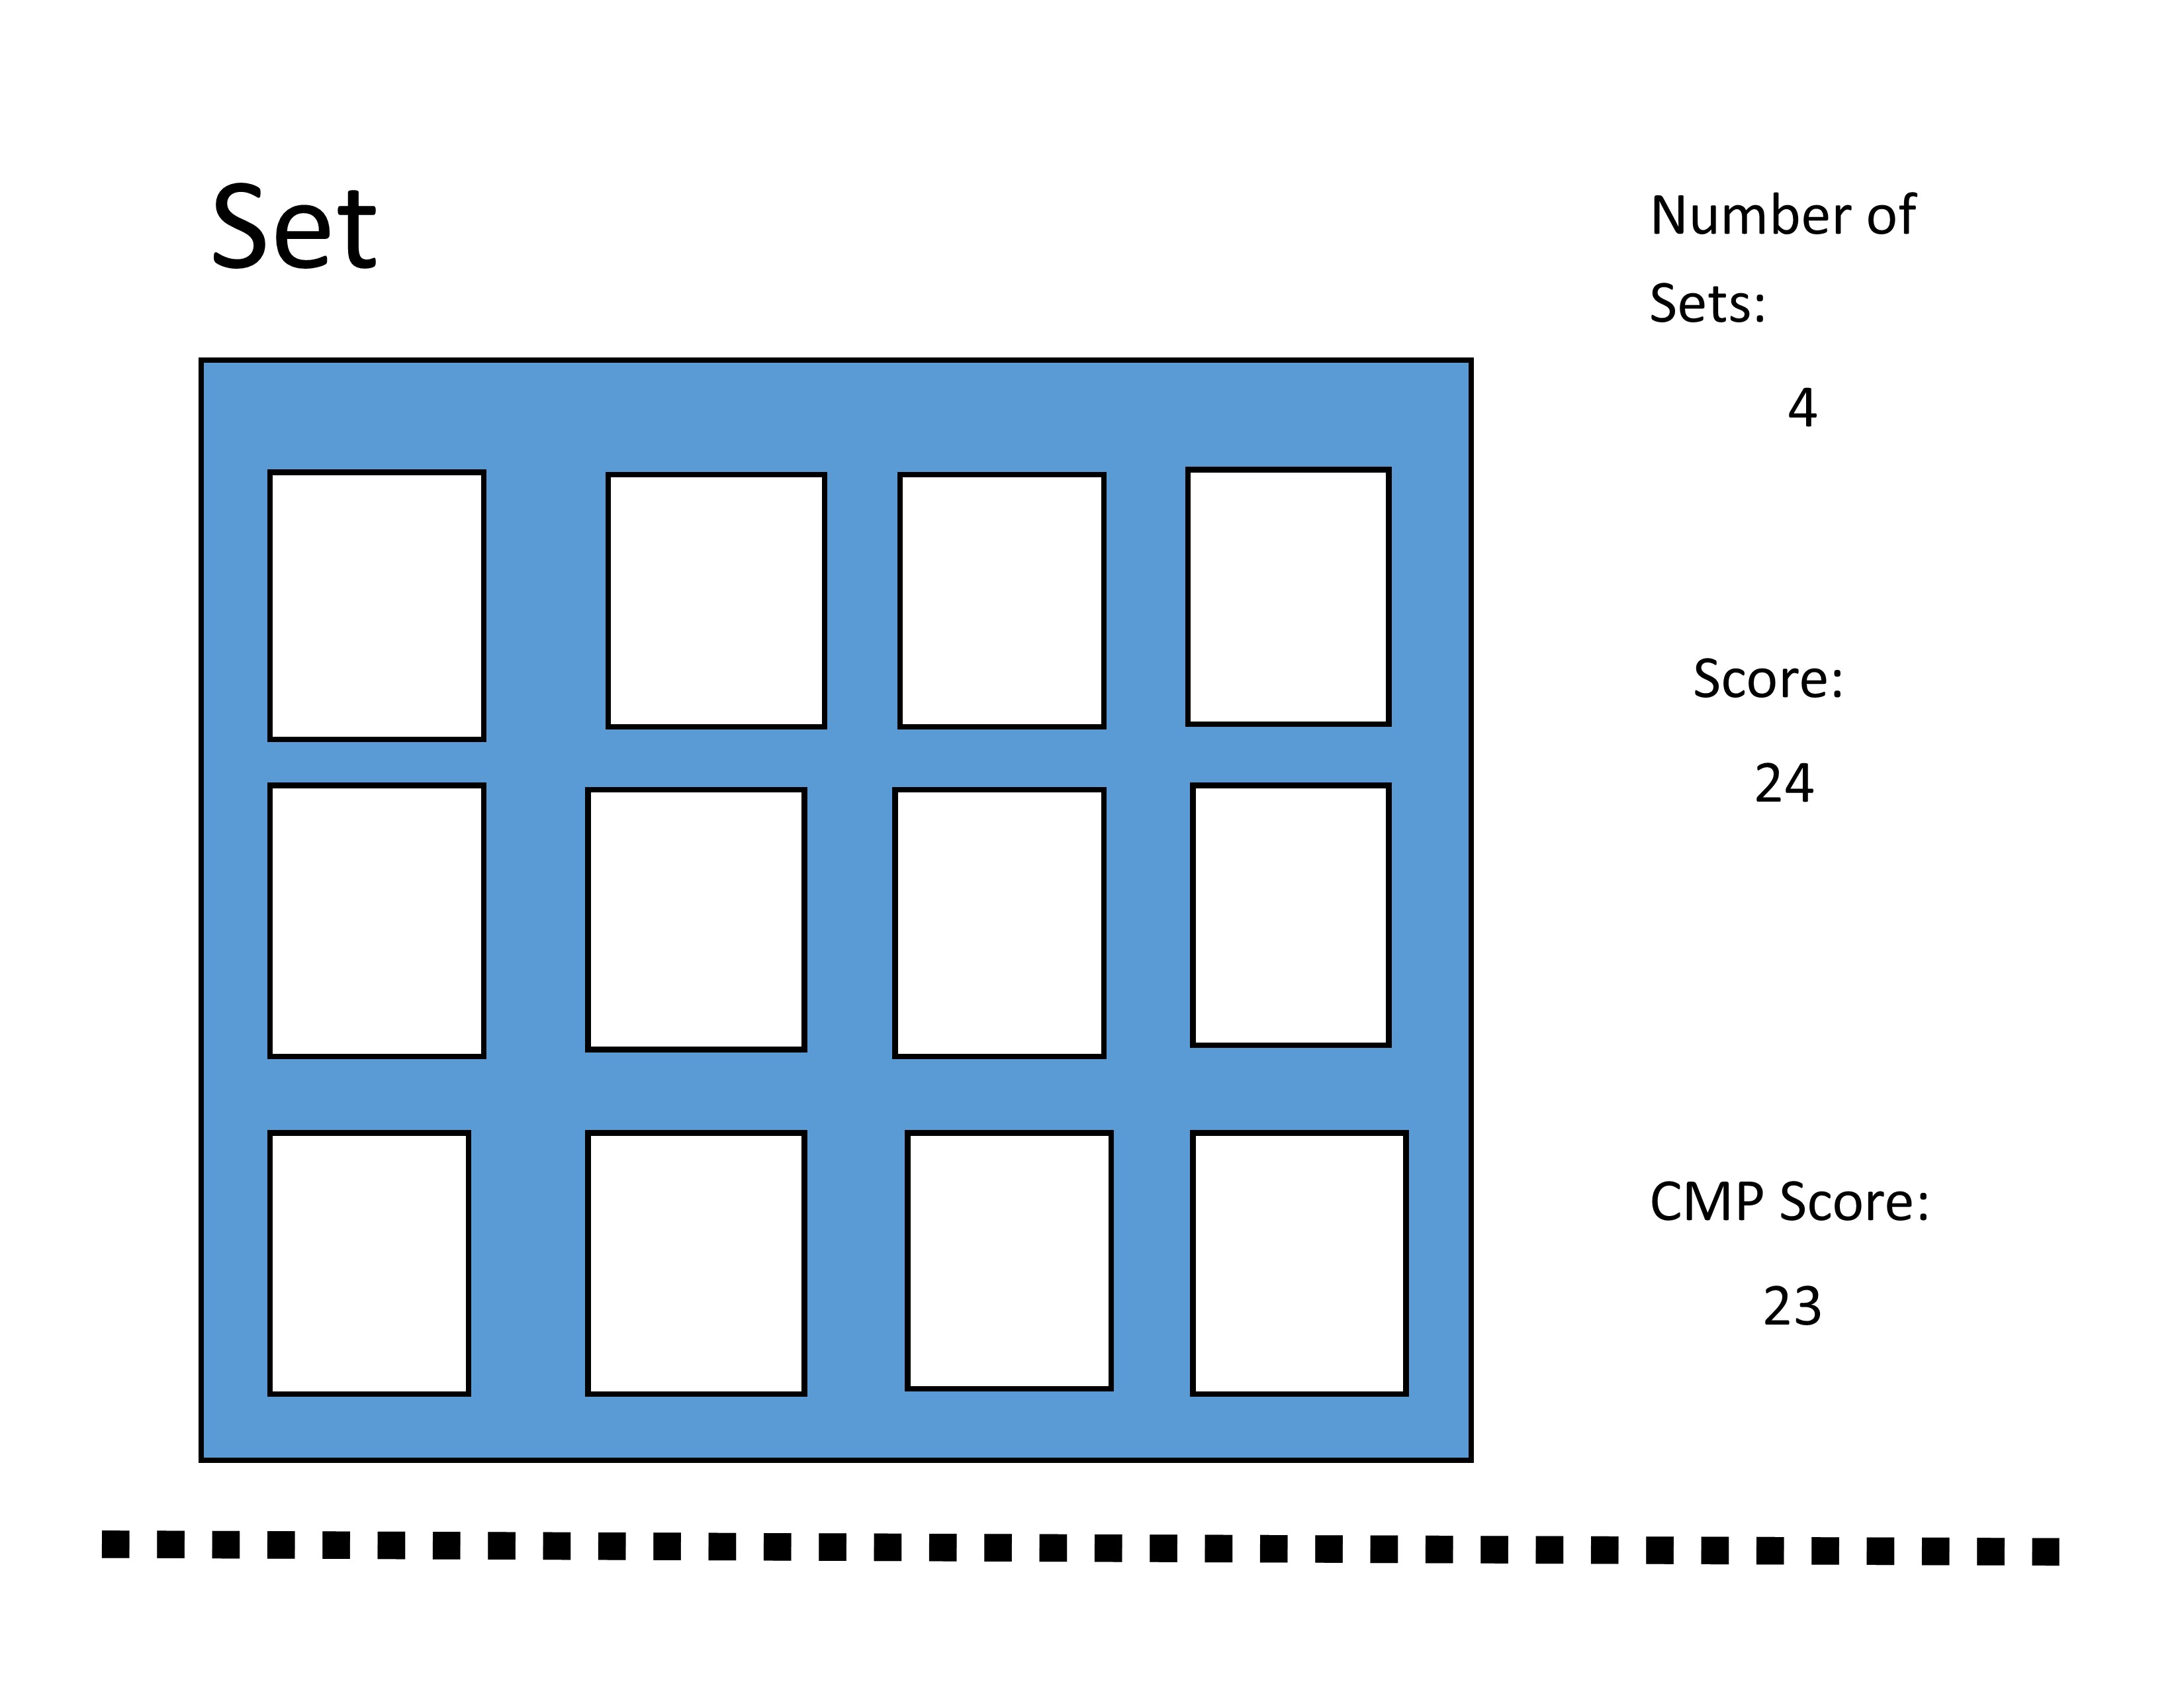 Set
Number of
Sets:
4
Score:
24
CMP Score:
23